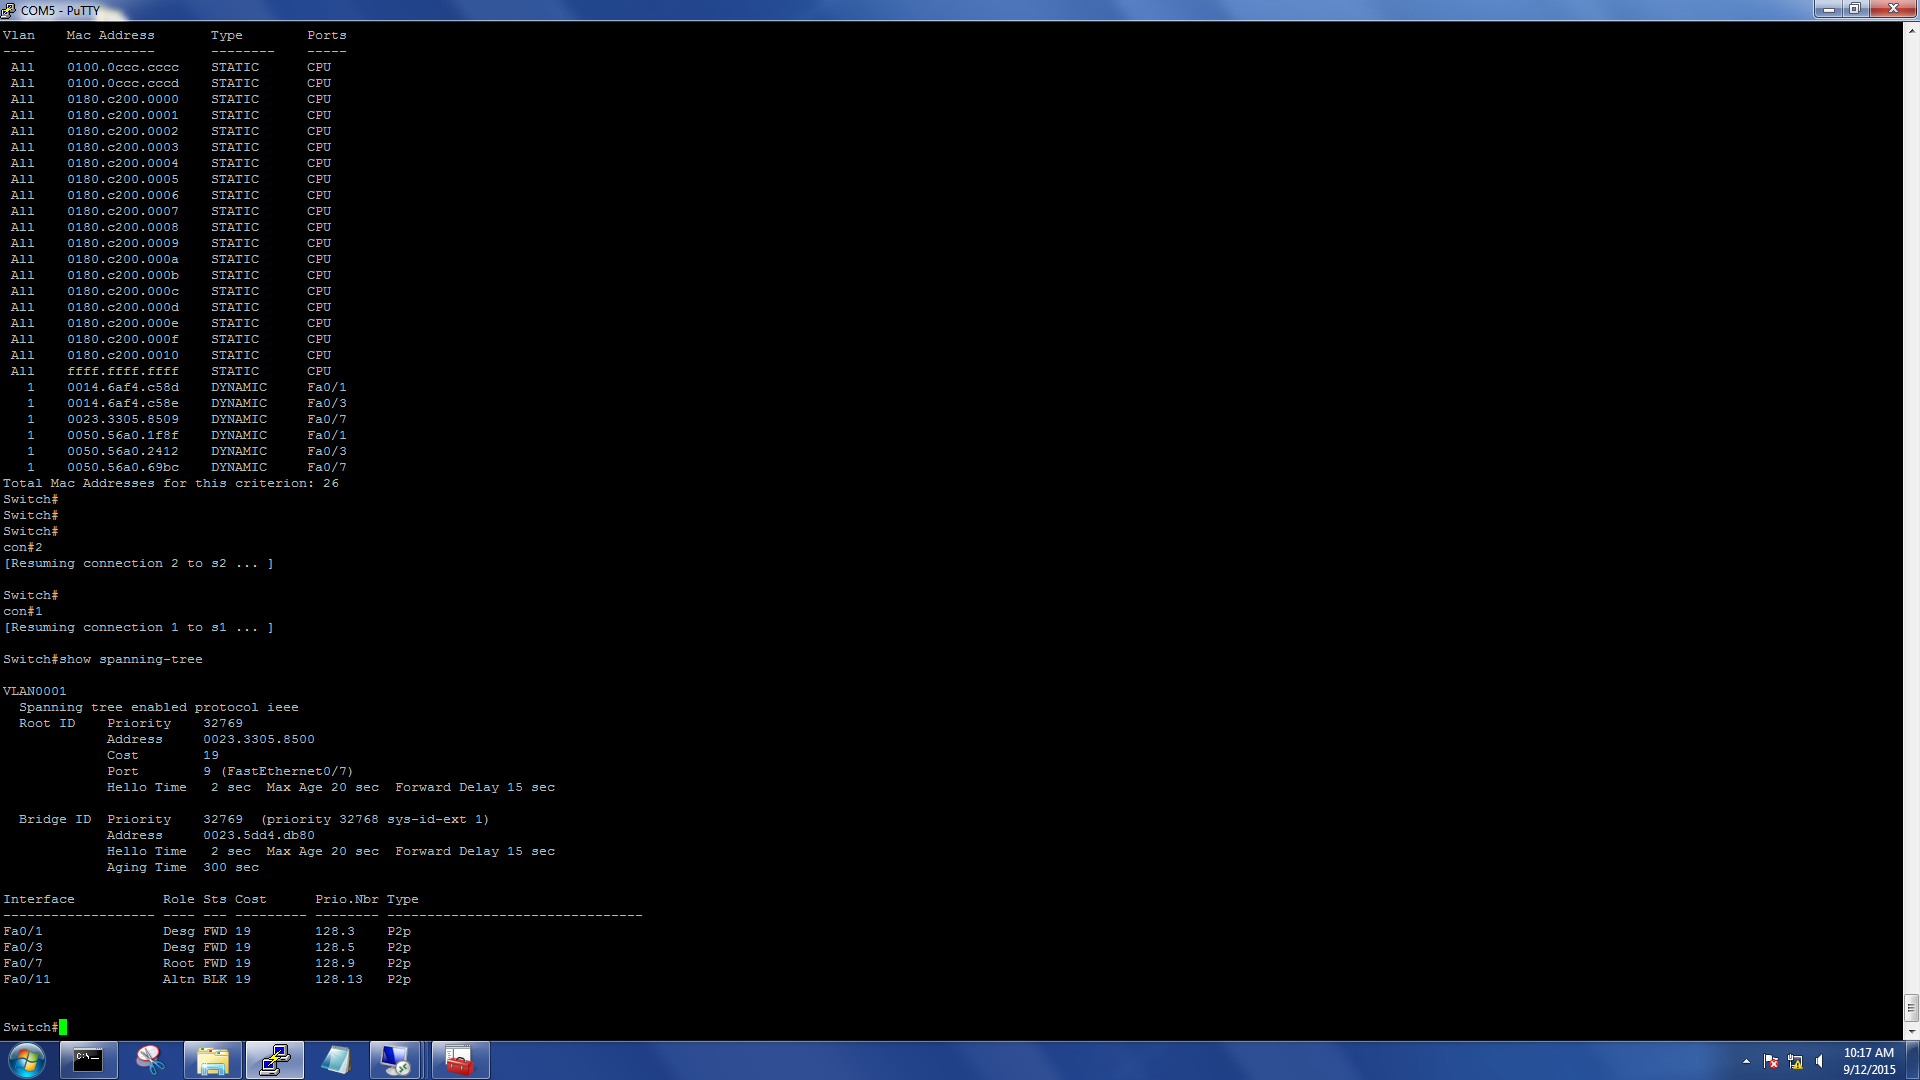 COM5 - PuTTY
Vlan    Mac Address       Type        Ports
----    -----------       --------    -----
 All    0100.0ccc.cccc    STATIC      CPU
 All    0100.0ccc.cccd    STATIC      CPU
 All    0180.c200.0000    STATIC      CPU
 All    0180.c200.0001    STATIC      CPU
 All    0180.c200.0002    STATIC      CPU
 All    0180.c200.0003    STATIC      CPU
 All    0180.c200.0004    STATIC      CPU
 All    0180.c200.0005    STATIC      CPU
 All    0180.c200.0006    STATIC      CPU
 All    0180.c200.0007    STATIC      CPU
 All    0180.c200.0008    STATIC      CPU
 All    0180.c200.0009    STATIC      CPU
 All    0180.c200.000a    STATIC      CPU
 All    0180.c200.000b    STATIC      CPU
 All    0180.c200.000c    STATIC      CPU
 All    0180.c200.000d    STATIC      CPU
 All    0180.c200.000e    STATIC      CPU
 All    0180.c200.000f    STATIC      CPU
 All    0180.c200.0010    STATIC      CPU
 All    ffff.ffff.ffff    STATIC      CPU
   1    0014.6af4.c58d    DYNAMIC     Fa0/1
   1    0014.6af4.c58e    DYNAMIC     Fa0/3
   1    0023.3305.8509    DYNAMIC     Fa0/7
   1    0050.56a0.1f8f    DYNAMIC     Fa0/1
   1    0050.56a0.2412    DYNAMIC     Fa0/3
   1    0050.56a0.69bc    DYNAMIC     Fa0/7
Total Mac Addresses for this criterion: 26
Switch#
Switch#
Switch#
con#2
[Resuming connection 2 to s2 ... ]
Switch#
con#1
[Resuming connection 1 to s1 ... ]
Switch#show spanning-tree
VLAN0001
  Spanning tree enabled protocol ieee
  Root ID    Priority    32769
             Address     0023.3305.8500
             Cost        19
             Port        9 (FastEthernet0/7)
             Hello Time   2 sec  Max Age 20 sec  Forward Delay 15 sec
  Bridge ID  Priority    32769  (priority 32768 sys-id-ext 1)
             Address     0023.5dd4.db80
             Hello Time   2 sec  Max Age 20 sec  Forward Delay 15 sec
             Aging Time  300 sec
Interface           Role Sts Cost      Prio.Nbr Type
------------------- ---- --- --------- -------- --------------------------------
Fa0/1               Desg FWD 19        128.3    P2p
Fa0/3               Desg FWD 19        128.5    P2p
Fa0/7               Root FWD 19        128.9    P2p
Fa0/11              Altn BLK 19        128.13   P2p
Switch#
C:\
10:17 AM
9/12/2015